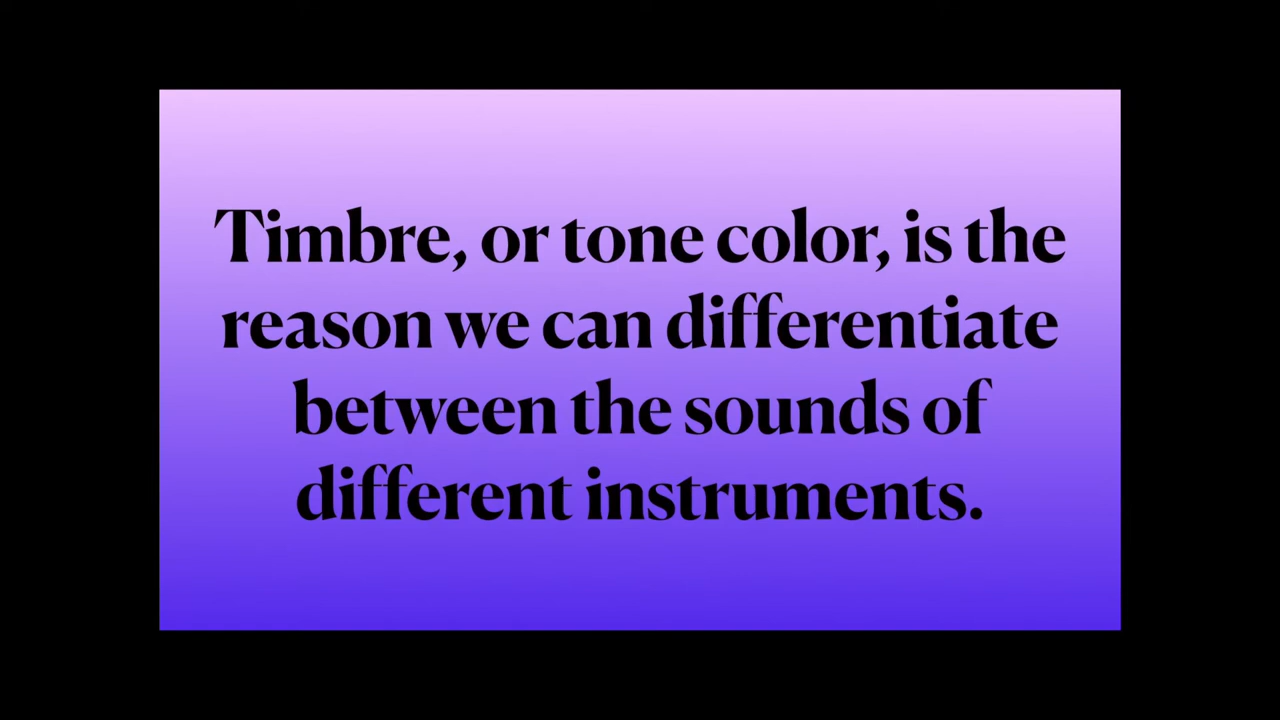 Timbre, or tone color, is the
reason we can differentiate
between the sounds of
different instruments.